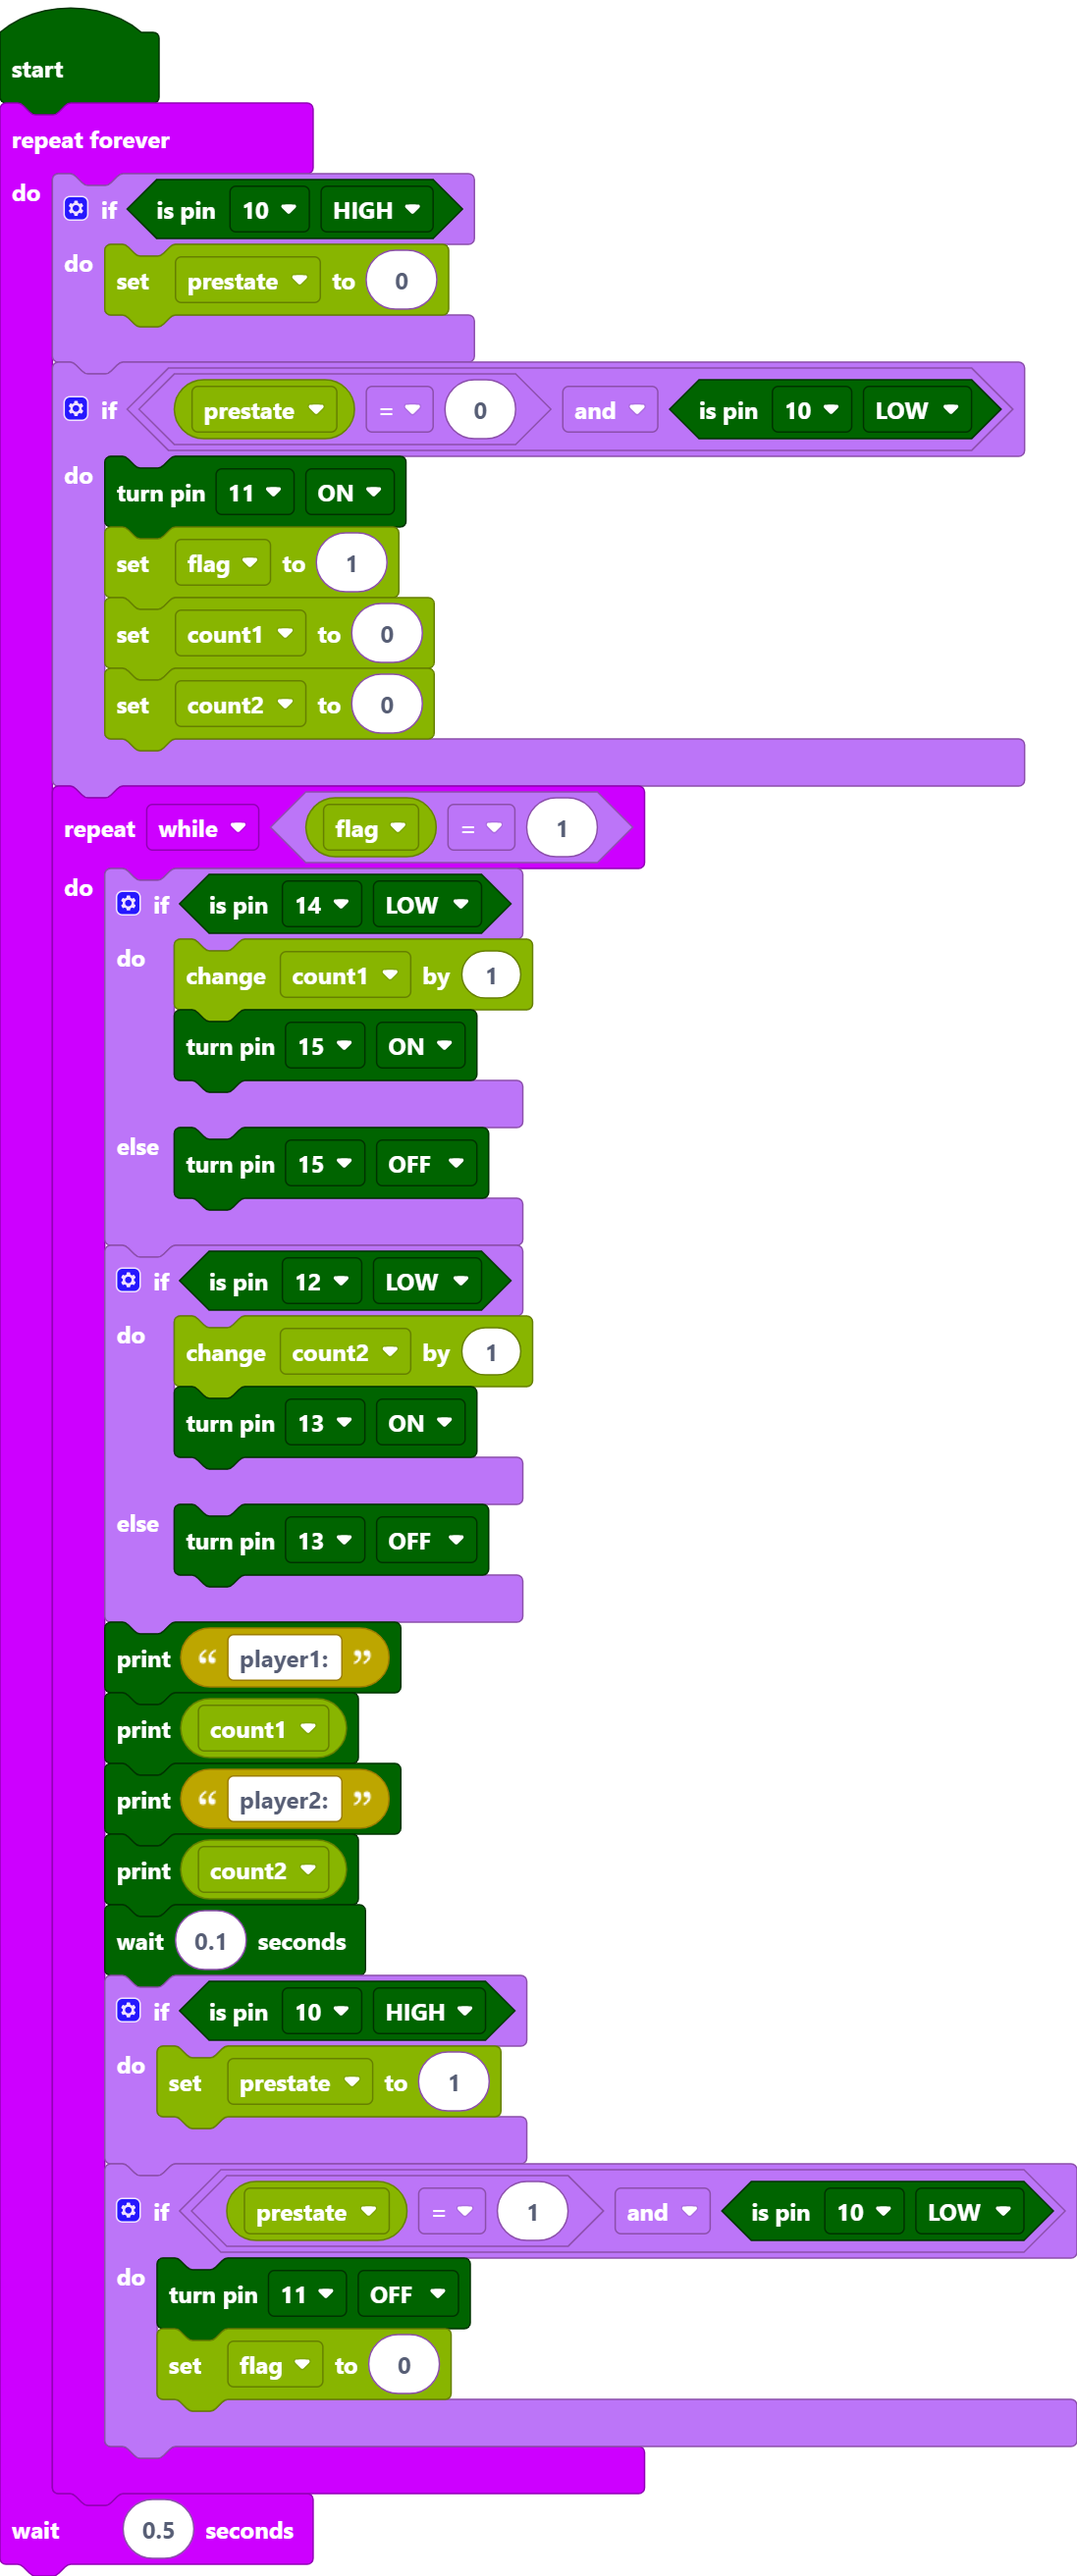 start
repeat forever
do
if is pin 10 HIGH
do set prestate to 0
if prestate = 0 and is pin 10 LOW
do turn pin 11 ON
set flag to 1
set count1 to 0
set count2 to 0
repeat while flag = 1
do
if is pin 14 LOW
do change count1 by 1
turn pin 15 ON
else turn pin 15 OFF
if is pin 12 LOW
do change count2 by 1
turn pin 13 ON
else turn pin 13 OFF
print “ player1: ”
print count1
print “ player2: ”
print count2
wait 0.1 seconds
if is pin 10 HIGH
do set prestate to 1
if prestate = 1 and is pin 10 LOW
do turn pin 11 OFF
set flag to 0
wait 0.5 seconds